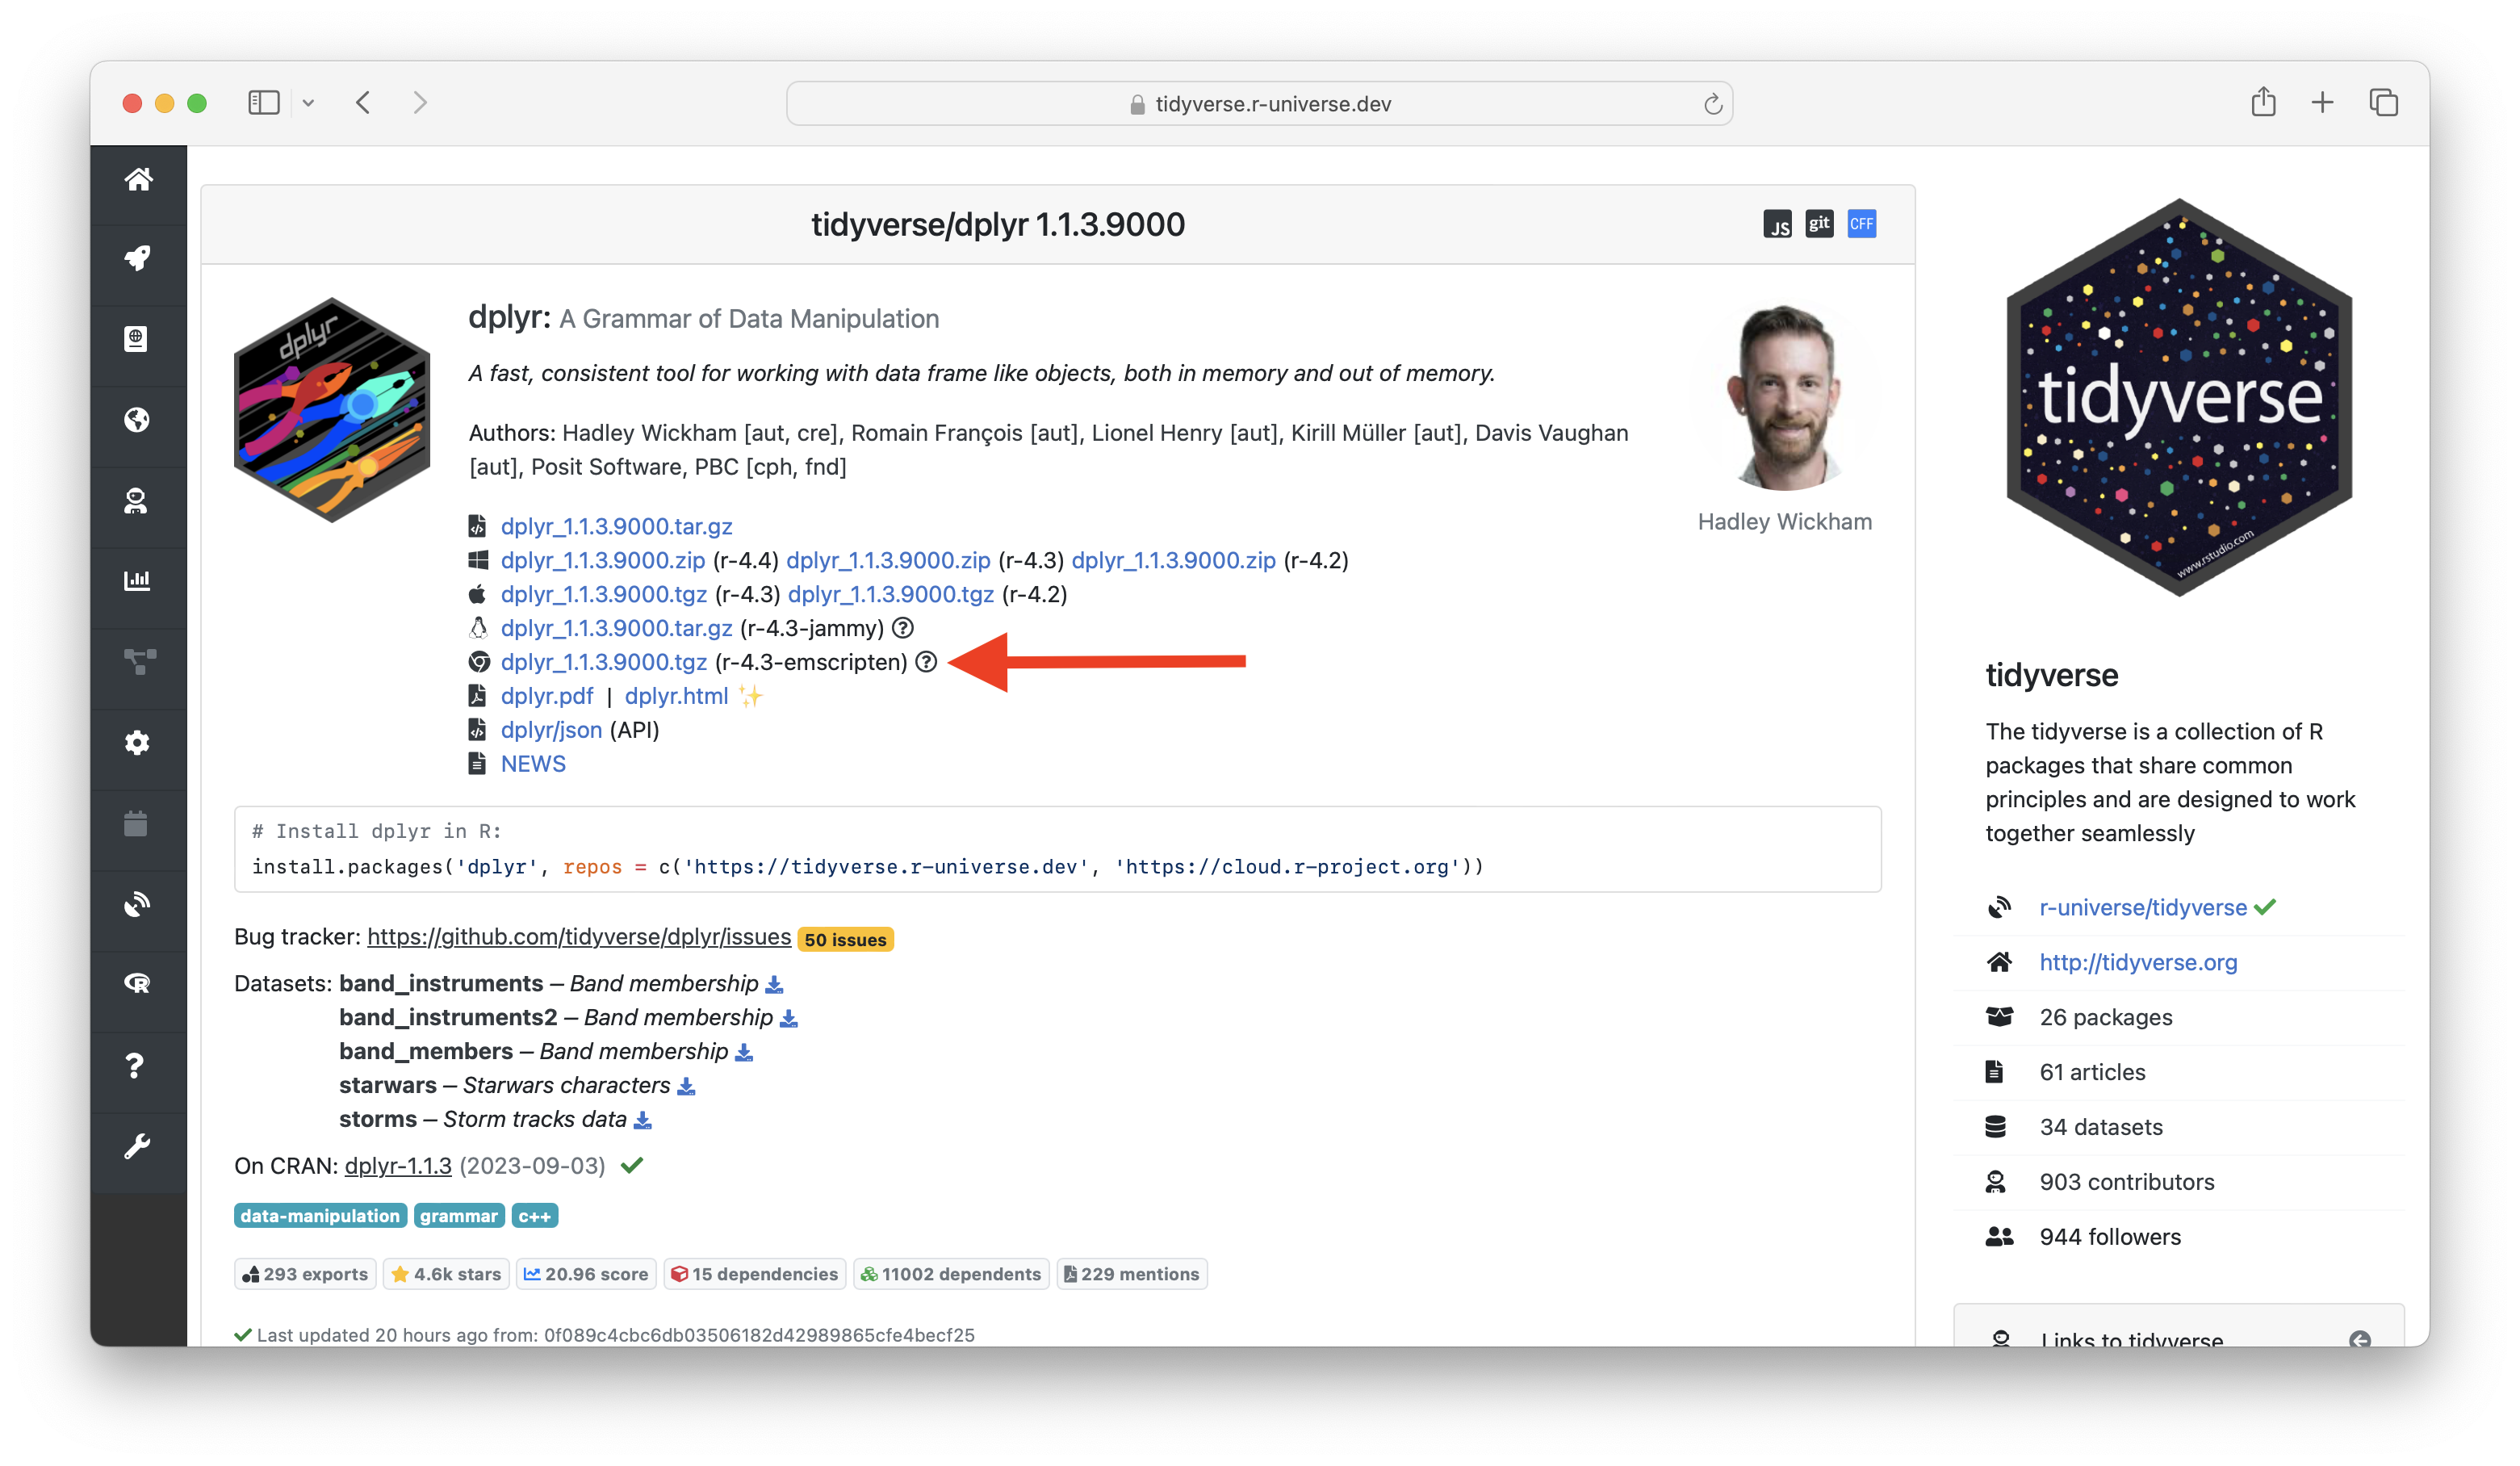 tidyverse.r-universe.dev
tidyverse/dplyr 1.1.3.9000
JS git CFF
dplyr
dplyr: A Grammar of Data Manipulation
A fast, consistent tool for working with data frame like objects, both in memory and out of memory.
Authors: Hadley Wickham [aut, cre], Romain François [aut], Lionel Henry [aut], Kirill Müller [aut], Davis Vaughan
[aut], Posit Software, PBC [cph, fnd]
Hadley Wickham
dplyr_1.1.3.9000.tar.gz
dplyr_1.1.3.9000.zip (r-4.4) dplyr_1.1.3.9000.zip (r-4.3) dplyr_1.1.3.9000.zip (r-4.2)
dplyr_1.1.3.9000.tgz (r-4.3) dplyr_1.1.3.9000.tgz (r-4.2)
dplyr_1.1.3.9000.tar.gz (r-4.3-jammy) ?
dplyr_1.1.3.9000.tgz (r-4.3-emscripten) ?
dplyr.pdf | dplyr.html ✨
dplyr/json (API)
NEWS
# Install dplyr in R:
install.packages('dplyr', repos = c('https://tidyverse.r-universe.dev', 'https://cloud.r-project.org'))
Bug tracker: https://github.com/tidyverse/dplyr/issues 50 issues
Datasets: band_instruments – Band membership
band_instruments2 – Band membership
band_members – Band membership
starwars – Starwars characters
storms – Storm tracks data
On CRAN: dplyr-1.1.3 (2023-09-03)
data-manipulation grammar c++
293 exports 4.6k stars 20.96 score 15 dependencies 11002 dependents 229 mentions
Last updated 20 hours ago from: 0f089c4cbc6db03506182d42989865cfe4becf25
tidyverse
www.rstudio.com
tidyverse
The tidyverse is a collection of R
packages that share common
principles and are designed to work
together seamlessly
r-universe/tidyverse
http://tidyverse.org
26 packages
61 articles
34 datasets
903 contributors
944 followers
Links to tidyverse